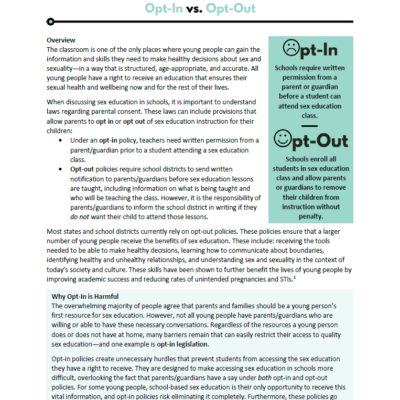 Opt-In vs. Opt-Out
Overview
The classroom is one of the only places where young people can gain the
information and skills they need to make healthy decisions about sex and
sexuality—in a way that is structured, age-appropriate, and accurate. All
young people have a right to receive an education that ensures their
sexual health and wellbeing now and for the rest of their lives.
When discussing sex education in schools, it is important to understand
laws regarding parental consent. These laws can include provisions that
allow parents to opt in or opt out of sex education instruction for their
children:
• Under an opt-in policy, teachers need written permission from a
parent/guardian prior to a student attending a sex education
class.
• Opt-out policies require school districts to send written
notification to parents/guardians before sex education lessons
are taught, including information on what is being taught and
who will be teaching the class. However, it is the responsibility of
parents/guardians to inform the school district in writing if they
do not want their child to attend those lessons.
pt-In
Schools require written
permission from a
parent or guardian
before a student can
attend sex education
class.
pt-Out
Schools enroll all
students in sex education
class and allow parents
or guardians to remove
their children from
instruction without
penalty.
Most states and school districts currently rely on opt-out policies. These policies ensure that a larger
number of young people receive the benefits of sex education. These include: receiving the tools
needed to be able to make healthy decisions, learning how to communicate about boundaries,
identifying healthy and unhealthy relationships, and understanding sex and sexuality in the context of
today's society and culture. These skills have been shown to further benefit the lives of young people by
improving academic success and reducing rates of unintended pregnancies and STIs.¹
Why Opt-In is Harmful
The overwhelming majority of people agree that parents and families should be a young person's
first resource for sex education. However, not all young people have parents/guardians who are
willing or able to have these necessary conversations. Regardless of the resources a young person
does or does not have at home, many barriers remain that can easily restrict their access to quality
sex education—and one example is opt-in legislation.
Opt-in policies create unnecessary hurdles that prevent students from accessing the sex education
they have a right to receive. They are designed to make accessing sex education in schools more
difficult, overlooking the fact that parents/guardians have a say under both opt-in and opt-out
policies. For some young people, school-based sex education is their only opportunity to receive this
vital information, and opt-in policies risk eliminating it completely. Furthermore, these policies go